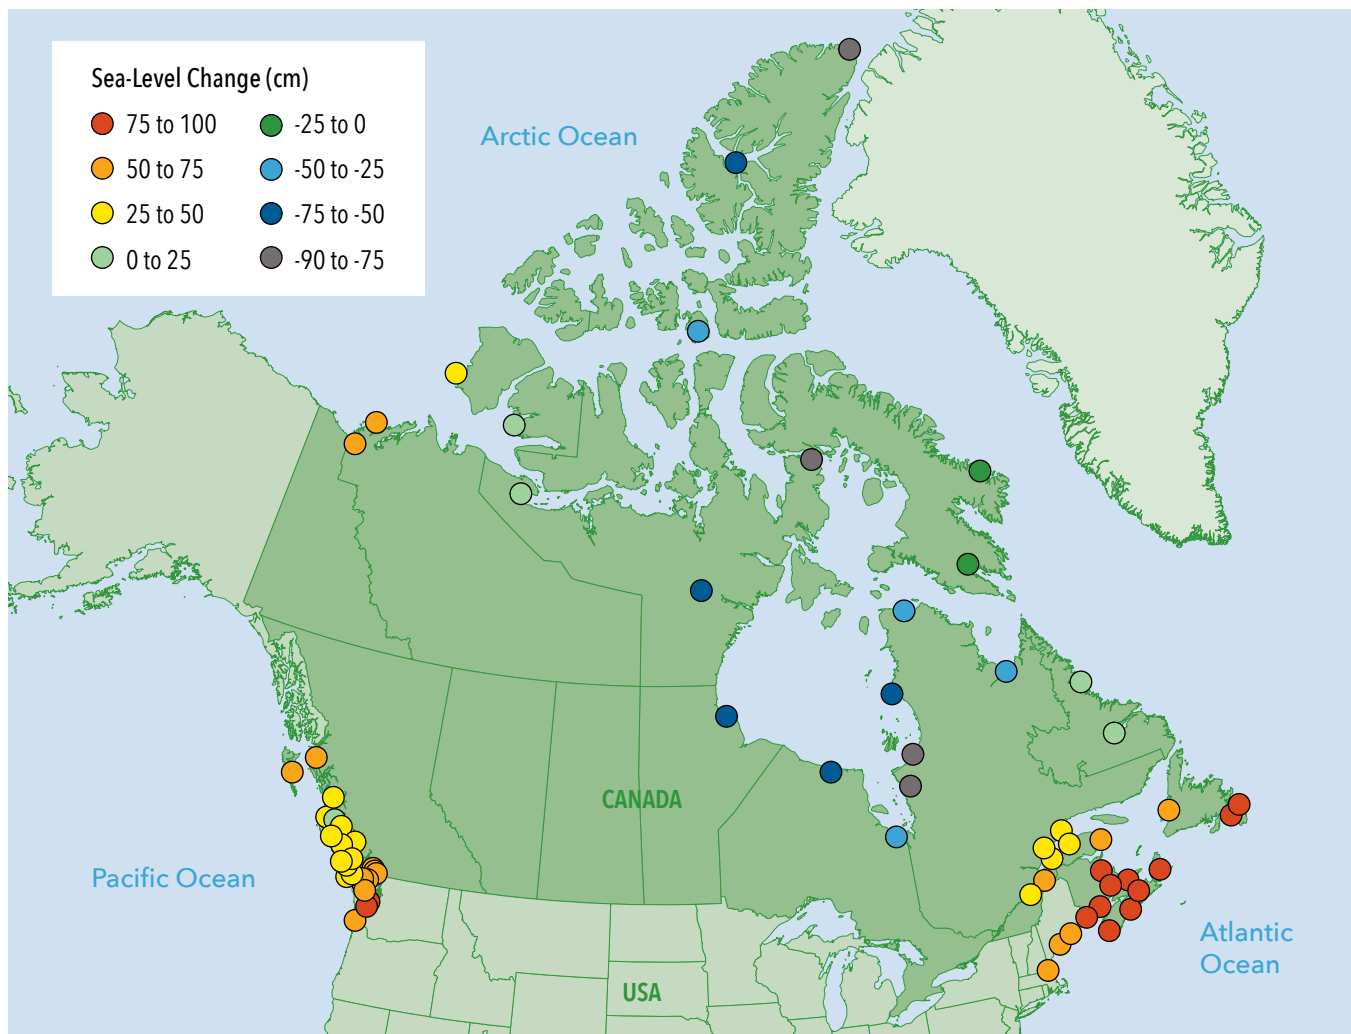 Sea-Level Change (cm)
75 to 100
50 to 75
25 to 50
0 to 25
-25 to 0
-50 to -25
-75 to -50
-90 to -75
Arctic Ocean
CANADA
Pacific Ocean
Atlantic
Ocean
USA